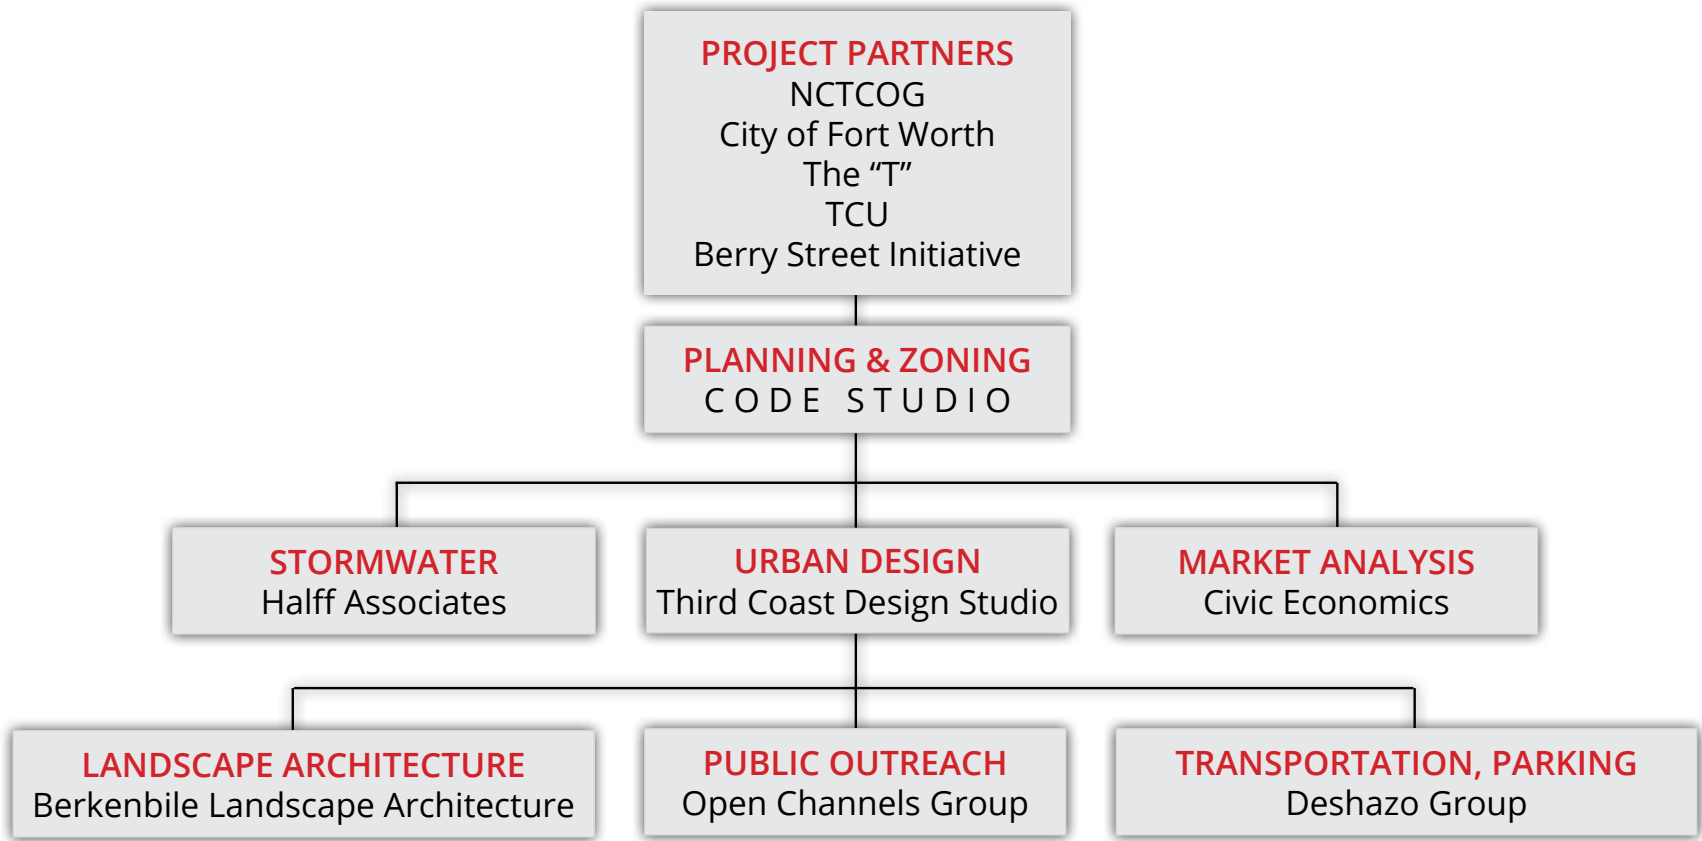 PROJECT PARTNERS
NCTCOG
City of Fort Worth
The “T”
TCU
Berry Street Initiative
PLANNING & ZONING
CODE STUDIO
STORMWATER
Halff Associates
URBAN DESIGN
Third Coast Design Studio
MARKET ANALYSIS
Civic Economics
LANDSCAPE ARCHITECTURE
Berkenbile Landscape Architecture
PUBLIC OUTREACH
Open Channels Group
TRANSPORTATION, PARKING
Deshazo Group